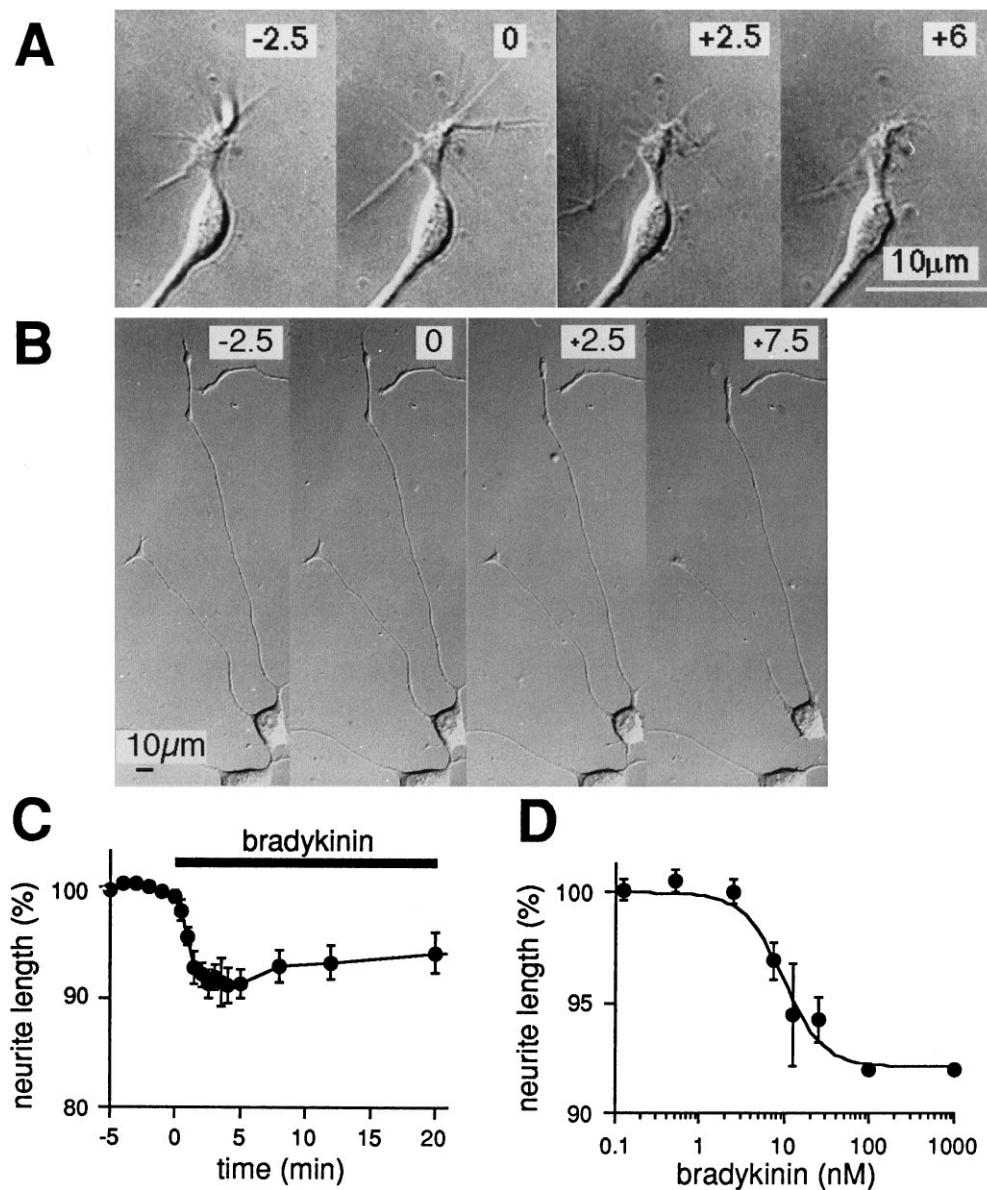 A
-2.5
0
+2.5
+6
10µm
B
-2.5
0
+2.5
+7.5
10µm
C
bradykinin
neurite length (%)
100
90
80
-5
0
5
10
15
20
time (min)
D
neurite length (%)
100
95
90
0.1
1
10
100
1000
bradykinin (nM)